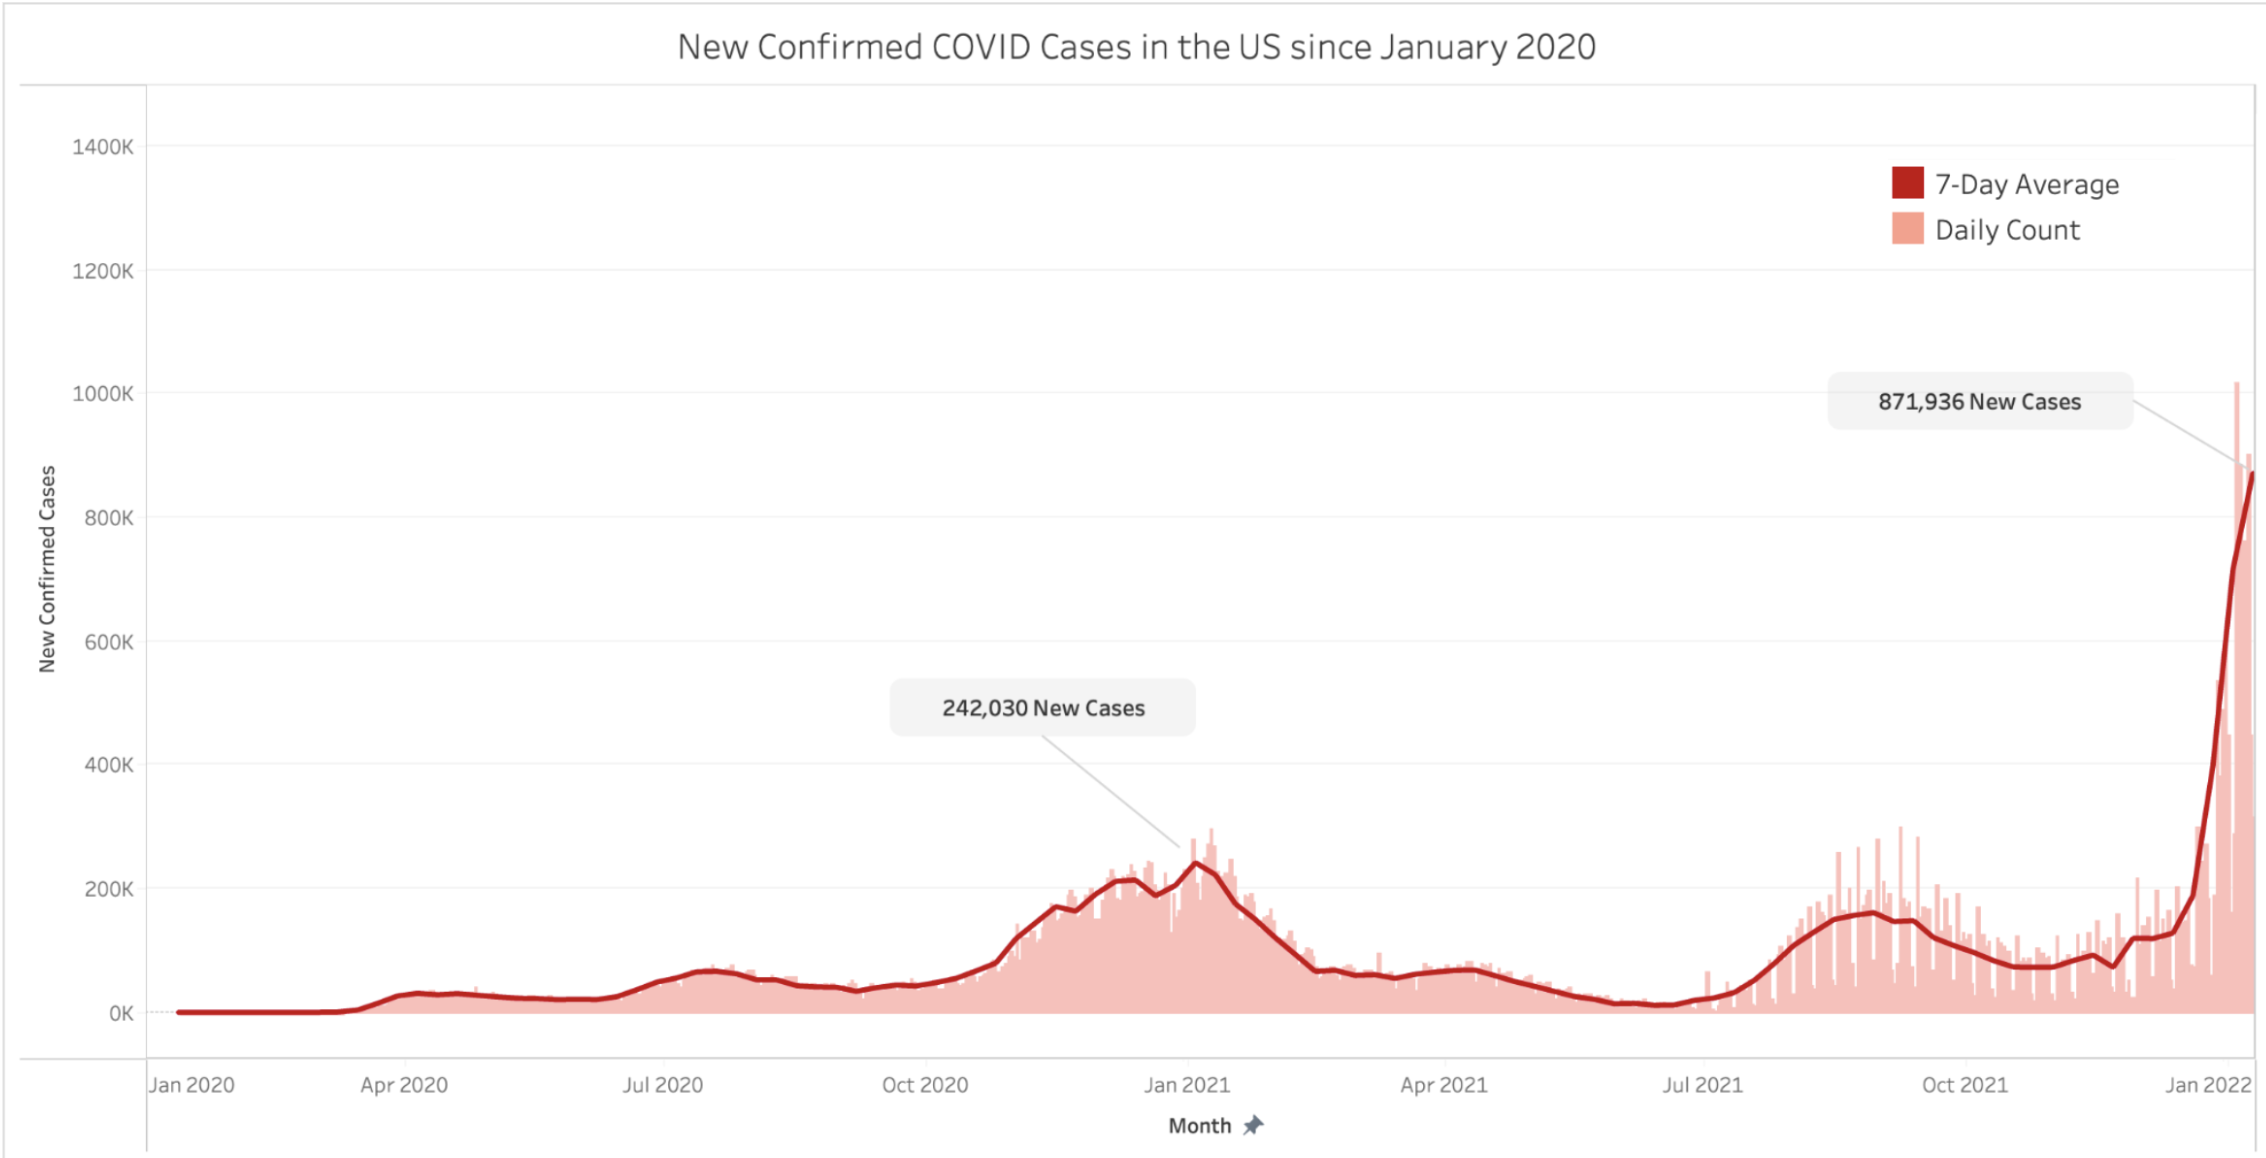 New Confirmed COVID Cases in the US since January 2020
1400K
1200K
1000K
800K
600K
400K
200K
0K
New Confirmed Cases
7-Day Average
Daily Count
871,936 New Cases
242,030 New Cases
Jan 2020
Apr 2020
Jul 2020
Oct 2020
Jan 2021
Apr 2021
Jul 2021
Oct 2021
Jan 2022
Month